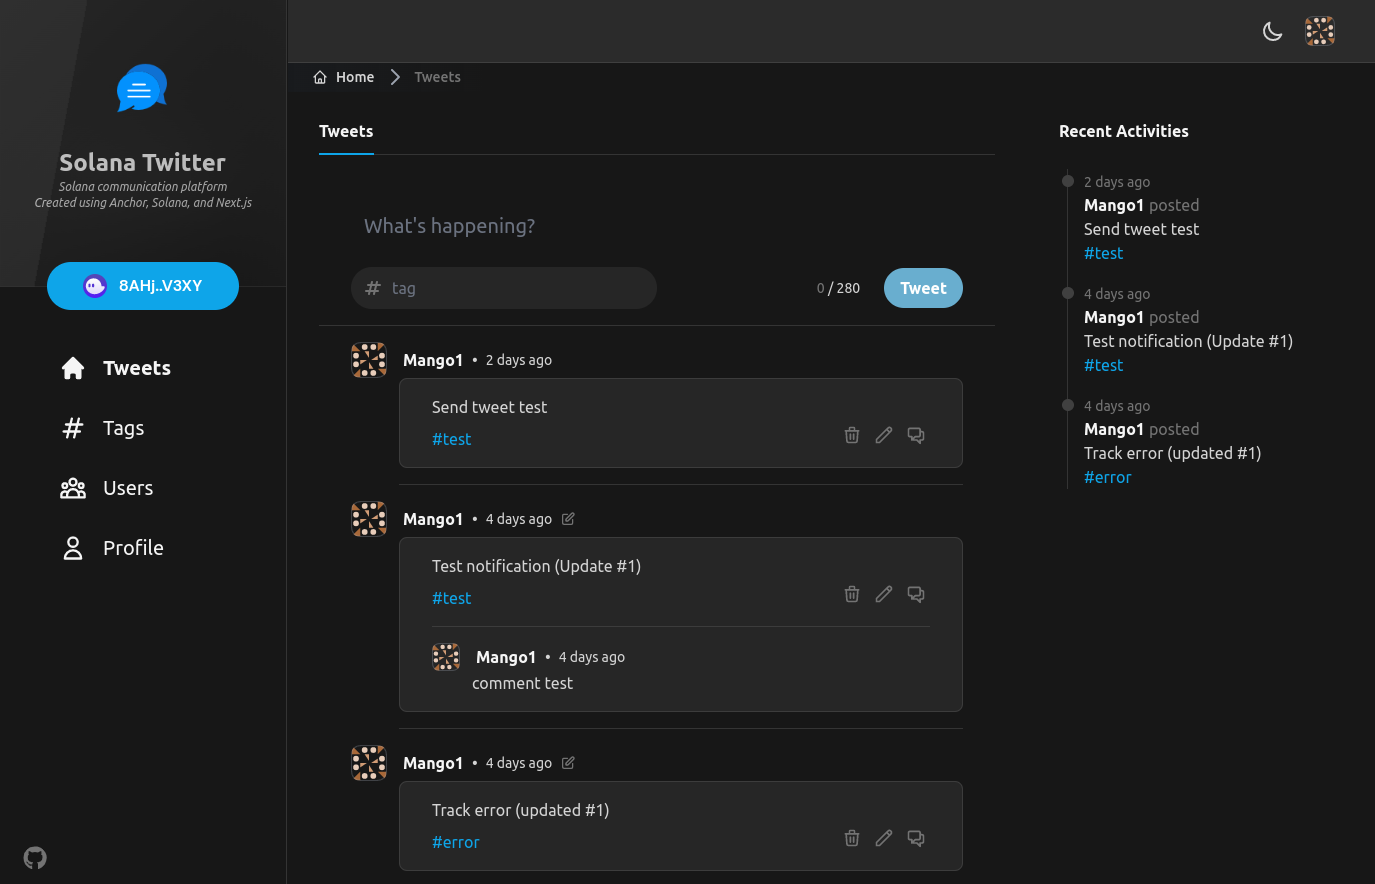 Solana Twitter
Solana communication platform
Created using Anchor, Solana, and Next.js
8AHj..V3XY
Tweets
Tags
Users
Profile
Home
Tweets
Tweets
What's happening?
tag
0 / 280
Tweet
Mango1 • 2 days ago
Send tweet test
#test
Mango1 • 4 days ago
Test notification (Update #1)
#test
Mango1 • 4 days ago
comment test
Mango1 • 4 days ago
Track error (updated #1)
#error
Recent Activities
2 days ago
Mango1 posted
Send tweet test
#test
4 days ago
Mango1 posted
Test notification (Update #1)
#test
4 days ago
Mango1 posted
Track error (updated #1)
#error